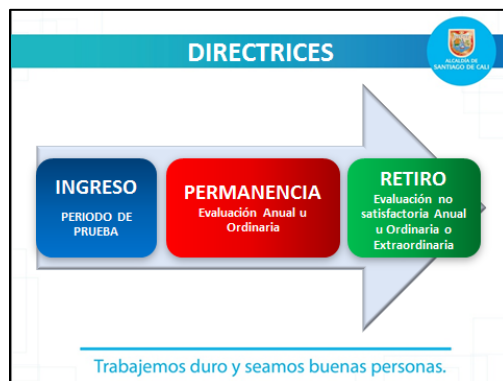 DIRECTRICES
ALCALDÍA DE
SANTIAGO DE CALI
INGRESO
PERIODO DE
PRUEBA
PERMANENCIA
Evaluación Anual u
Ordinaria
RETIRO
Evaluación no
satisfactoria Anual
u Ordinaria o
Extraordinaria
Trabajemos duro y seamos buenas personas.